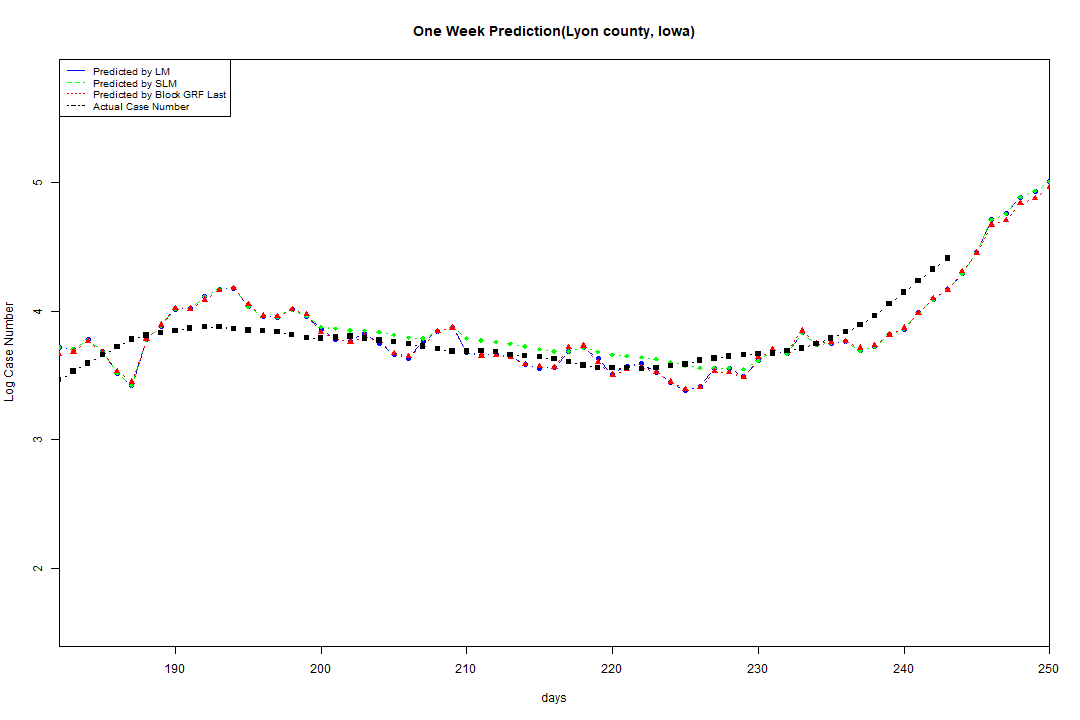 One Week Prediction(Lyon county, Iowa)
Predicted by LM
Predicted by SLM
Predicted by Block GRF Last
Actual Case Number
5
4
3
2
Log Case Number
190 200 210 220 230 240 250
days